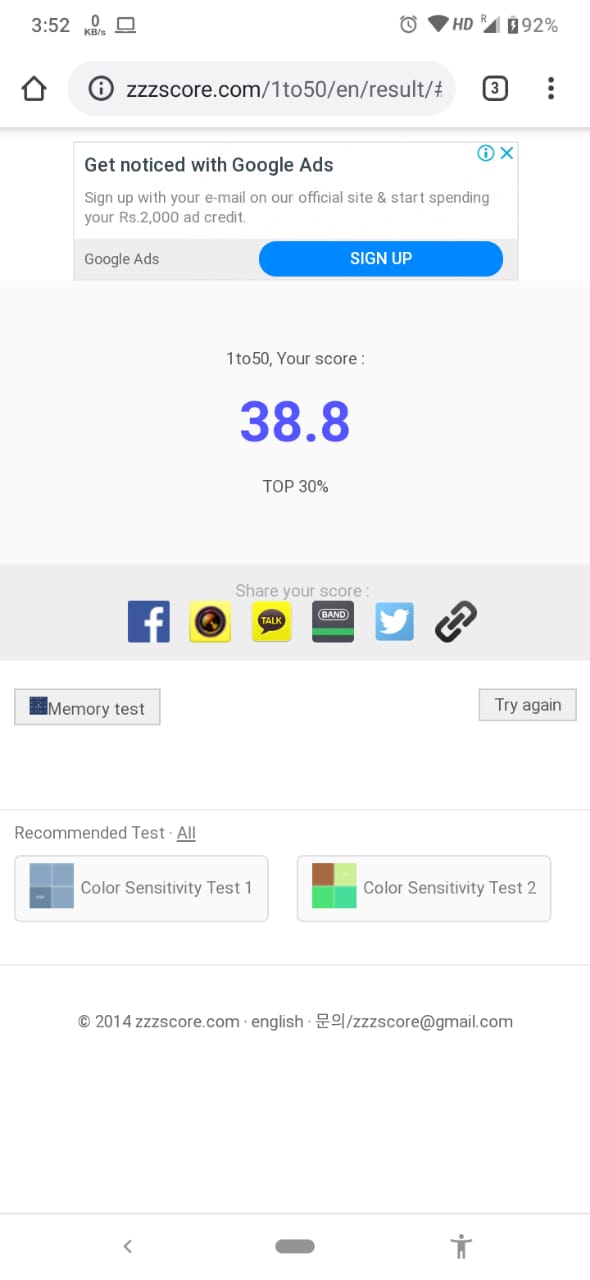 3:52 0 KB/s HD R 92%
zzzscore.com/1to50/en/result/#
3
Get noticed with Google Ads
Sign up with your e-mail on our official site & start spending
your Rs.2,000 ad credit.
Google Ads SIGN UP
1to50, Your score :
38.8
TOP 30%
Share your score :
TALK BAND
Memory test Try again
Recommended Test · All
Color Sensitivity Test 1 Color Sensitivity Test 2
© 2014 zzzscore.com · english · 문의/zzzscore@gmail.com